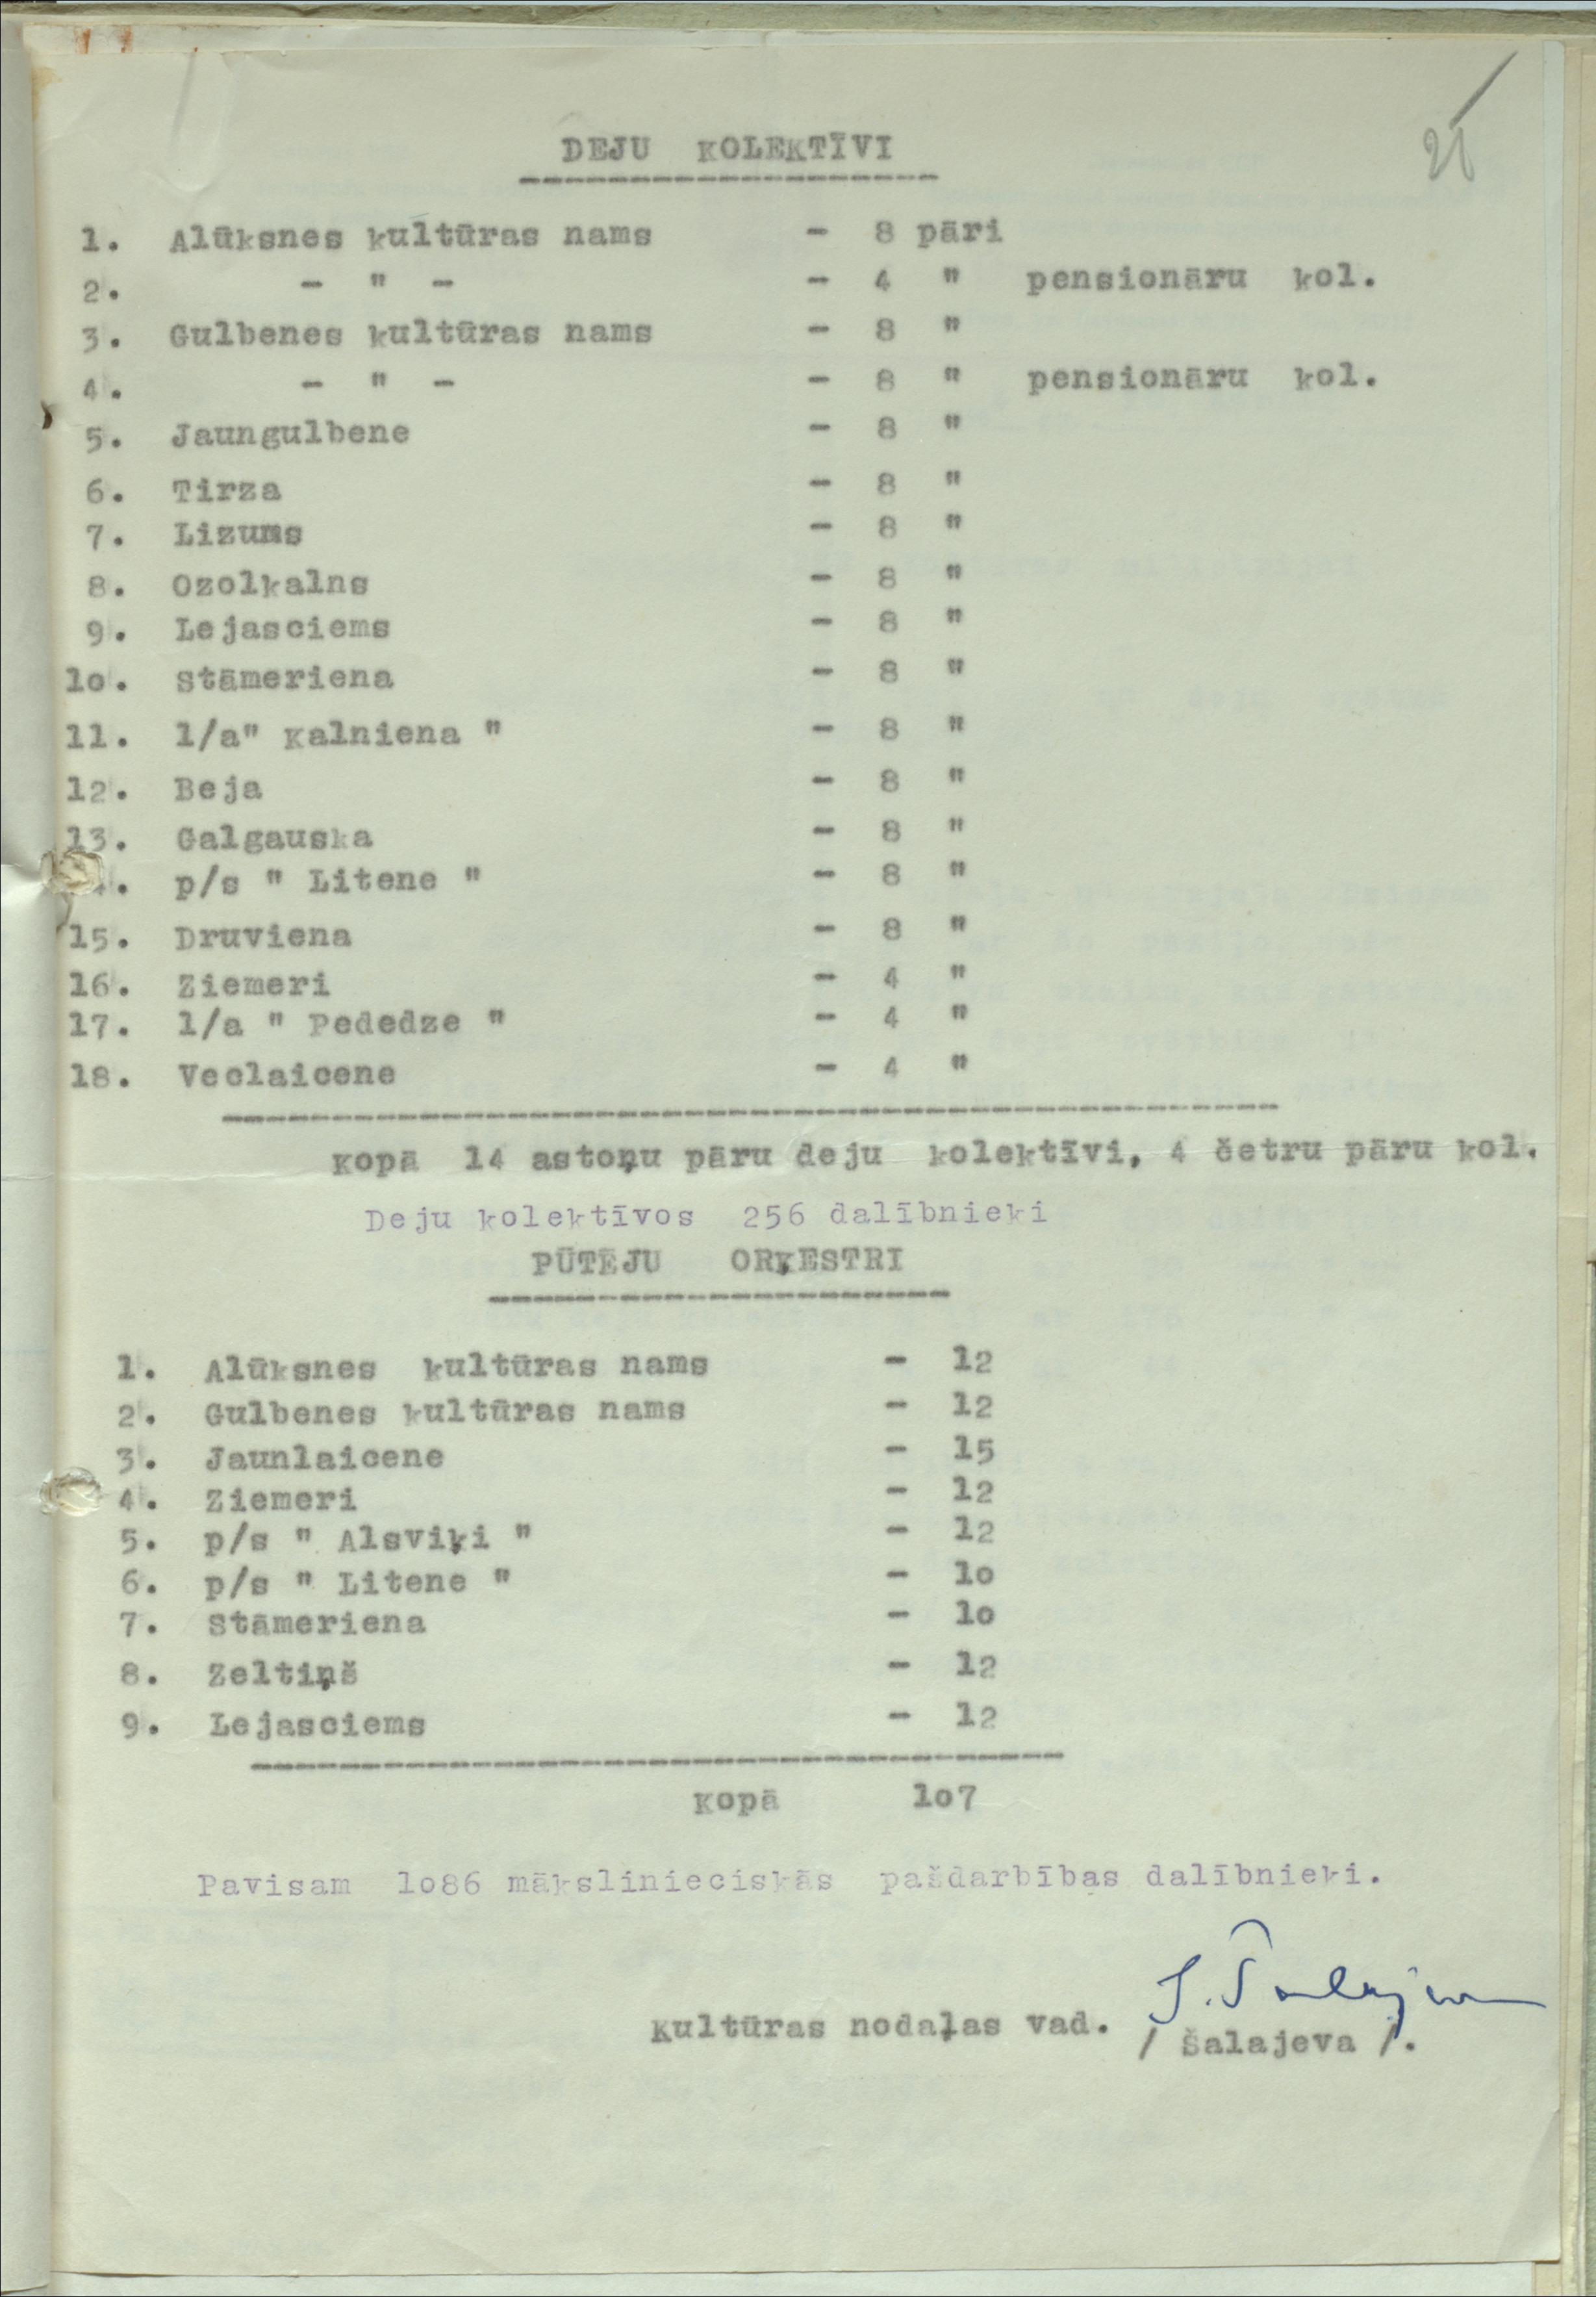 DEJU KOLEKTĪVI
1. Alūksnes kultūras nams - 8 pāri
2. - " - - 4 " pensionāru kol.
3. Gulbenes kultūras nams - 8 "
4. - " - - 8 " pensionāru kol.
5. Jaungulbene - 8 "
6. Tirza - 8 "
7. Lizums - 8 "
8. Ozolkalns - 8 "
9. Lejasciems - 8 "
1o. Stāmeriena - 8 "
11. l/a" Kalniena " - 8 "
12. Beja - 8 "
13. Galgauska - 8 "
. p/s " Litene " - 8 "
15. Druviena - 8 "
16. Ziemeri - 4 "
17. l/a " Pededze " - 4 "
18. Veclaicene - 4 "
Kopā 14 astoņu pāru deju kolektīvi, 4 četru pāru kol.
Deju kolektīvos 256 dalībnieki
PŪTĒJU ORĶESTRI
1. Alūksnes kultūras nams - 12
2. Gulbenes kultūras nams - 12
3. Jaunlaicene - 15
4. Ziemeri - 12
5. p/s " Alsviķi " - 12
6. p/s " Litene " - 1o
7. Stāmeriena - 1o
8. Zeltiņš - 12
9. Lejasciems - 12
Kopā 1o7
Pavisam 1o86 mākslinieciskās pašdarbības dalībnieki.
Kultūras nodaļas vad.
/ Šalajeva /.